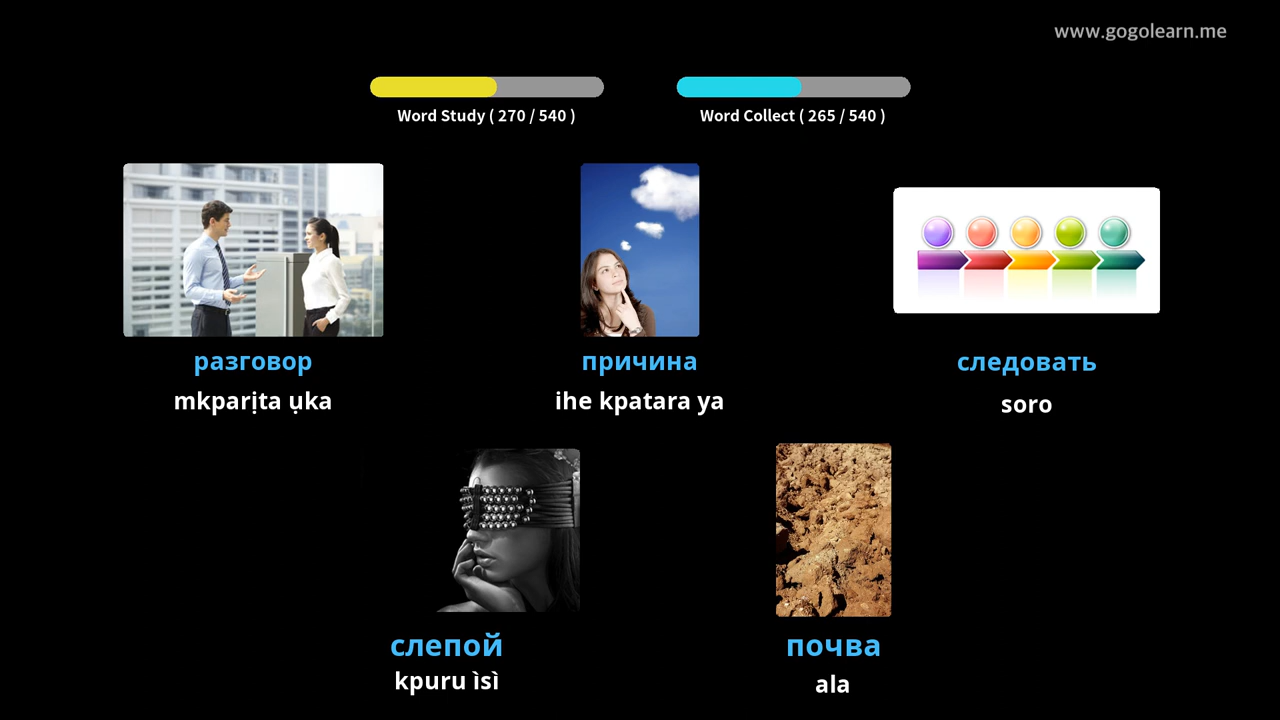 www.gogolearn.me
Word Study ( 270 / 540 )
Word Collect ( 265 / 540 )
разговор
mkparịta ụka
причина
ihe kpatara ya
следовать
soro
слепой
kpuru ìsì
почва
ala